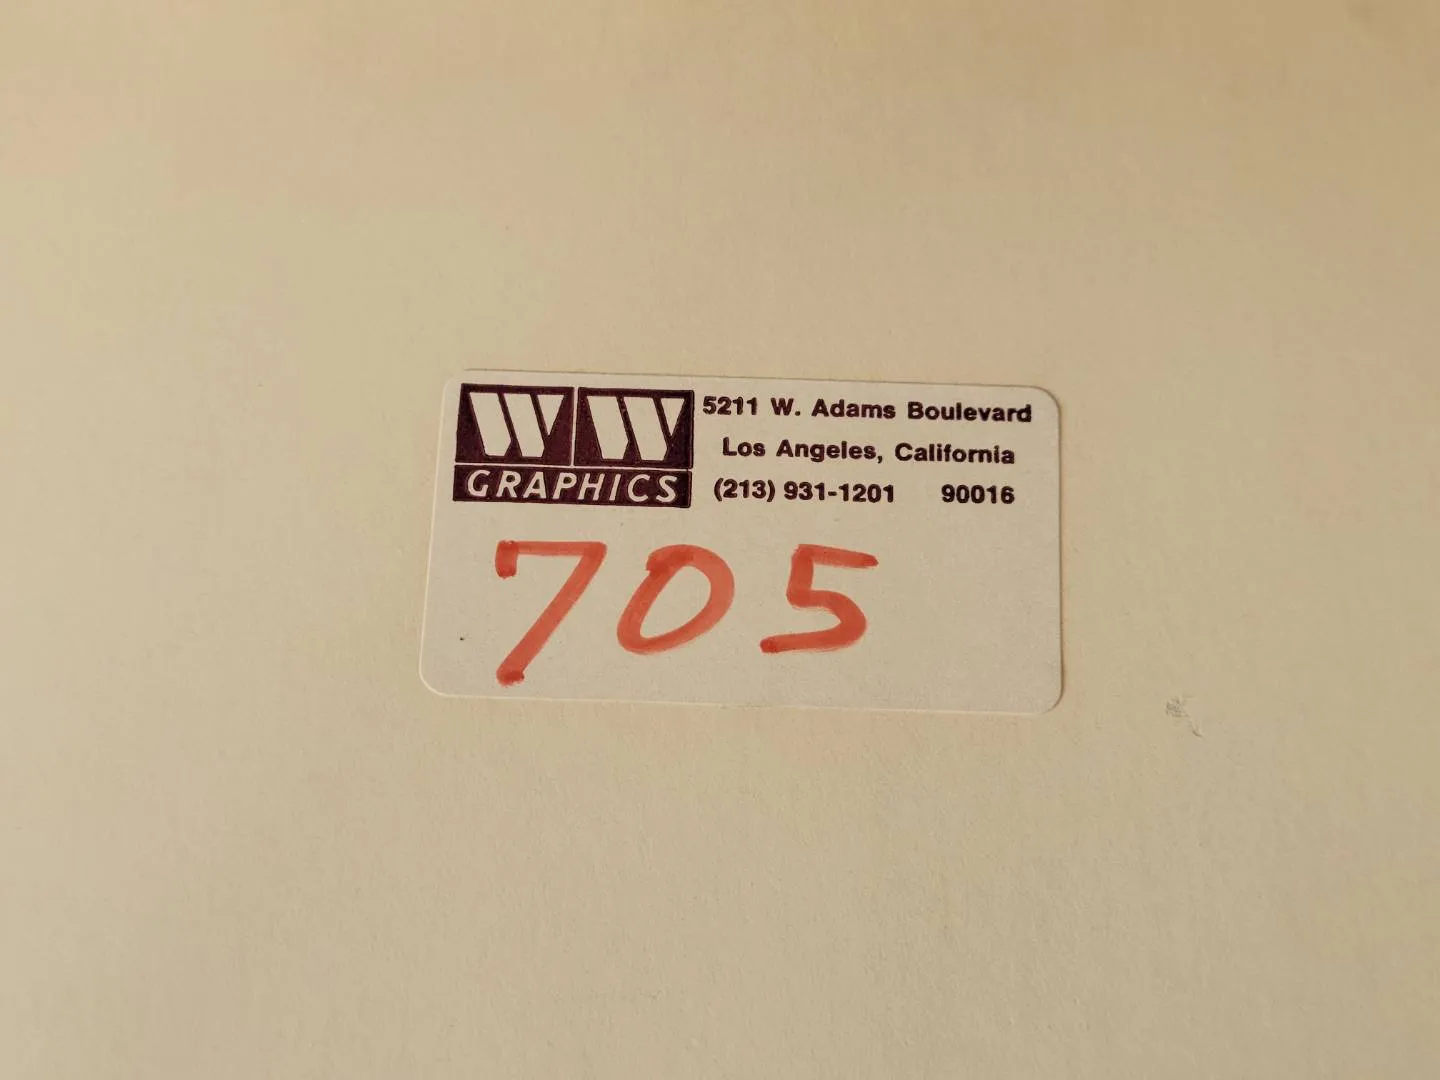 WW
GRAPHICS
5211 W. Adams Boulevard
Los Angeles, California
(213) 931-1201 90016
705